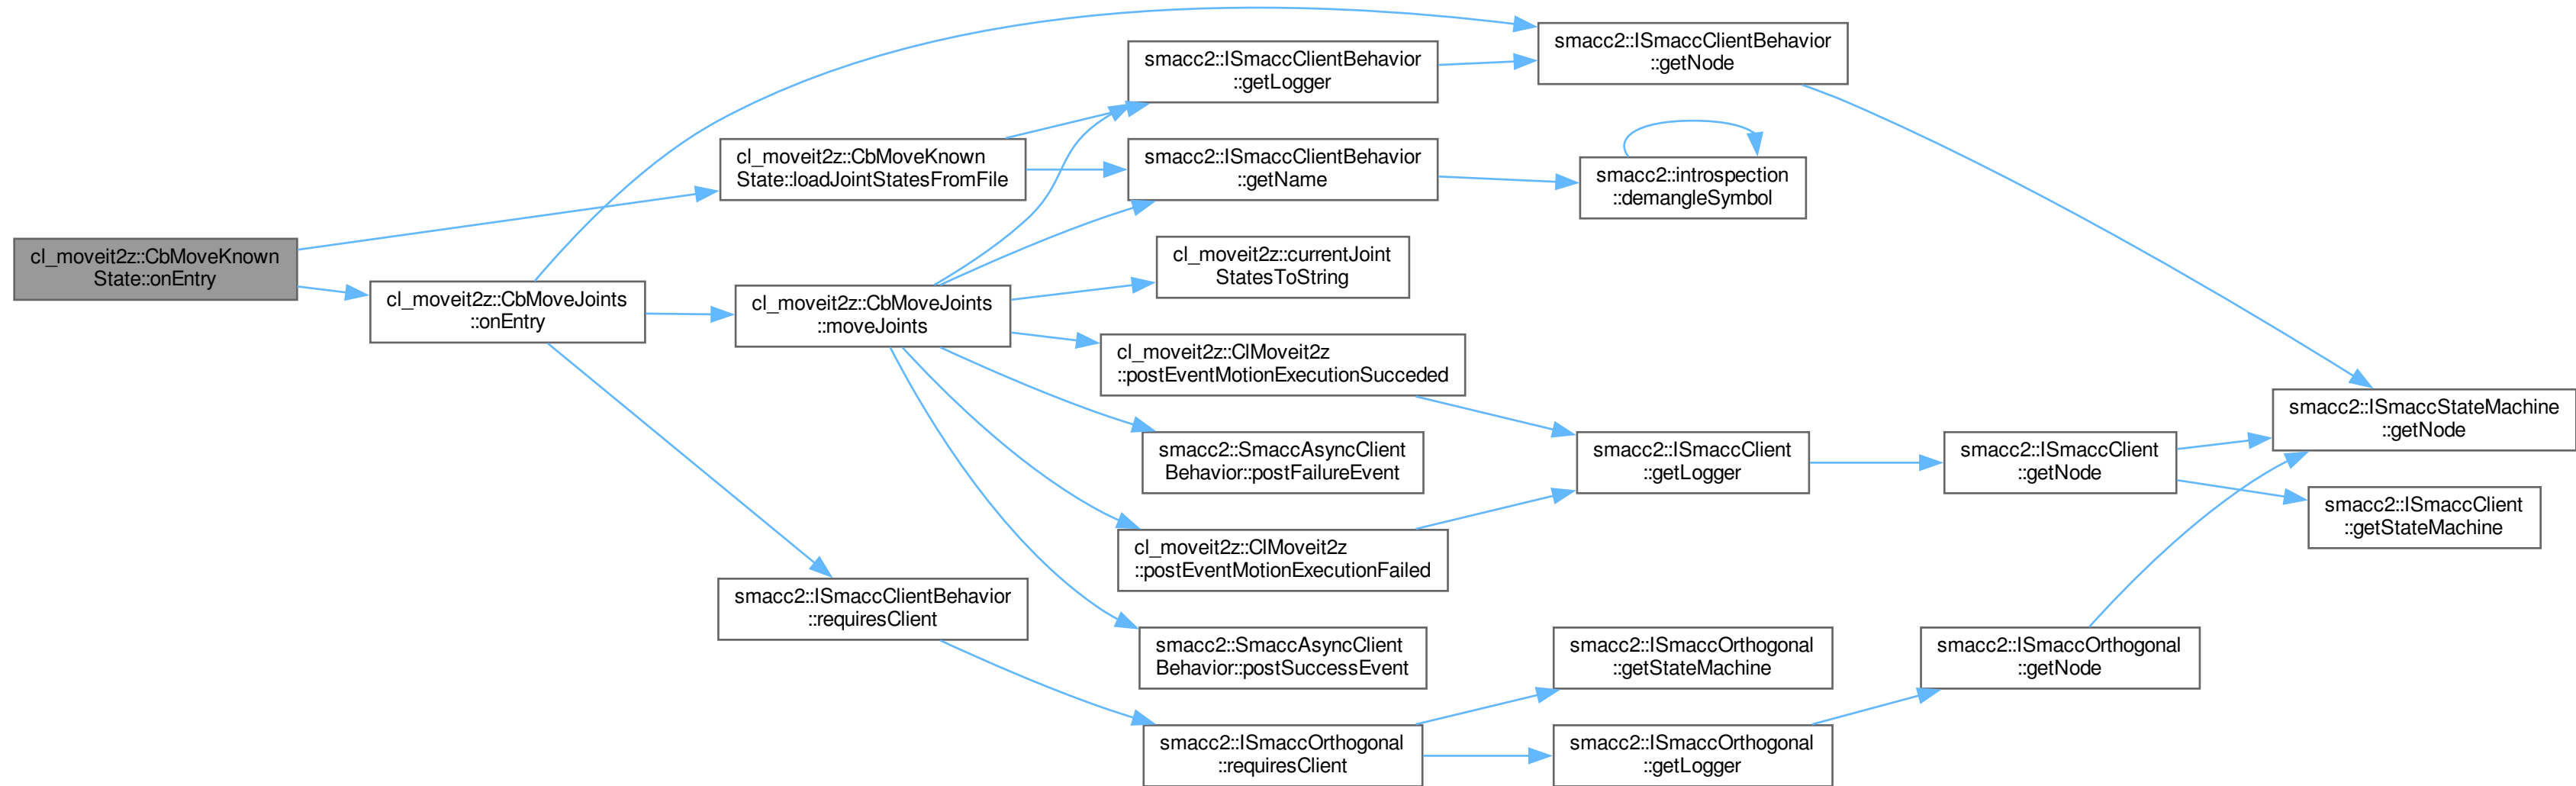 cl_moveit2z::CbMoveKnown
State::onEntry
cl_moveit2z::CbMoveJoints
::onEntry
cl_moveit2z::CbMoveKnown
State::loadJointStatesFromFile
cl_moveit2z::CbMoveJoints
::moveJoints
smacc2::ISmaccClientBehavior
::requiresClient
smacc2::ISmaccClientBehavior
::getLogger
smacc2::ISmaccClientBehavior
::getName
cl_moveit2z::currentJoint
StatesToString
cl_moveit2z::ClMoveit2z
::postEventMotionExecutionSucceded
smacc2::SmaccAsyncClient
Behavior::postFailureEvent
cl_moveit2z::ClMoveit2z
::postEventMotionExecutionFailed
smacc2::SmaccAsyncClient
Behavior::postSuccessEvent
smacc2::ISmaccOrthogonal
::requiresClient
smacc2::ISmaccClientBehavior
::getNode
smacc2::introspection
::demangleSymbol
smacc2::ISmaccClient
::getLogger
smacc2::ISmaccOrthogonal
::getStateMachine
smacc2::ISmaccOrthogonal
::getLogger
smacc2::ISmaccClient
::getNode
smacc2::ISmaccOrthogonal
::getNode
smacc2::ISmaccStateMachine
::getNode
smacc2::ISmaccClient
::getStateMachine